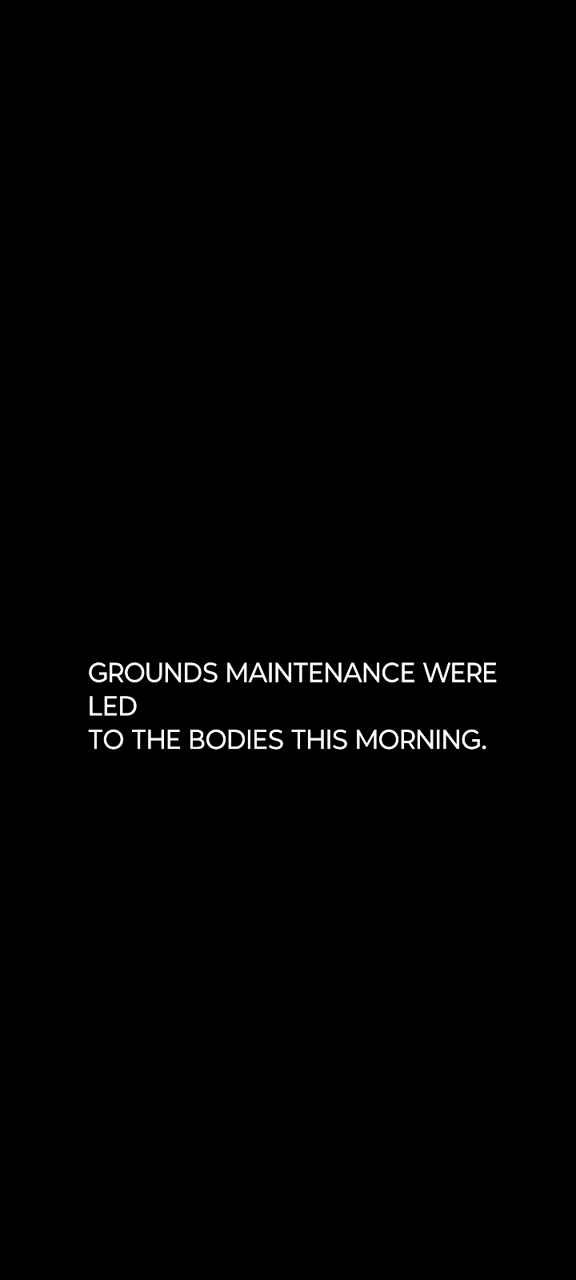 GROUNDS MAINTENANCE WERE
LED
TO THE BODIES THIS MORNING.